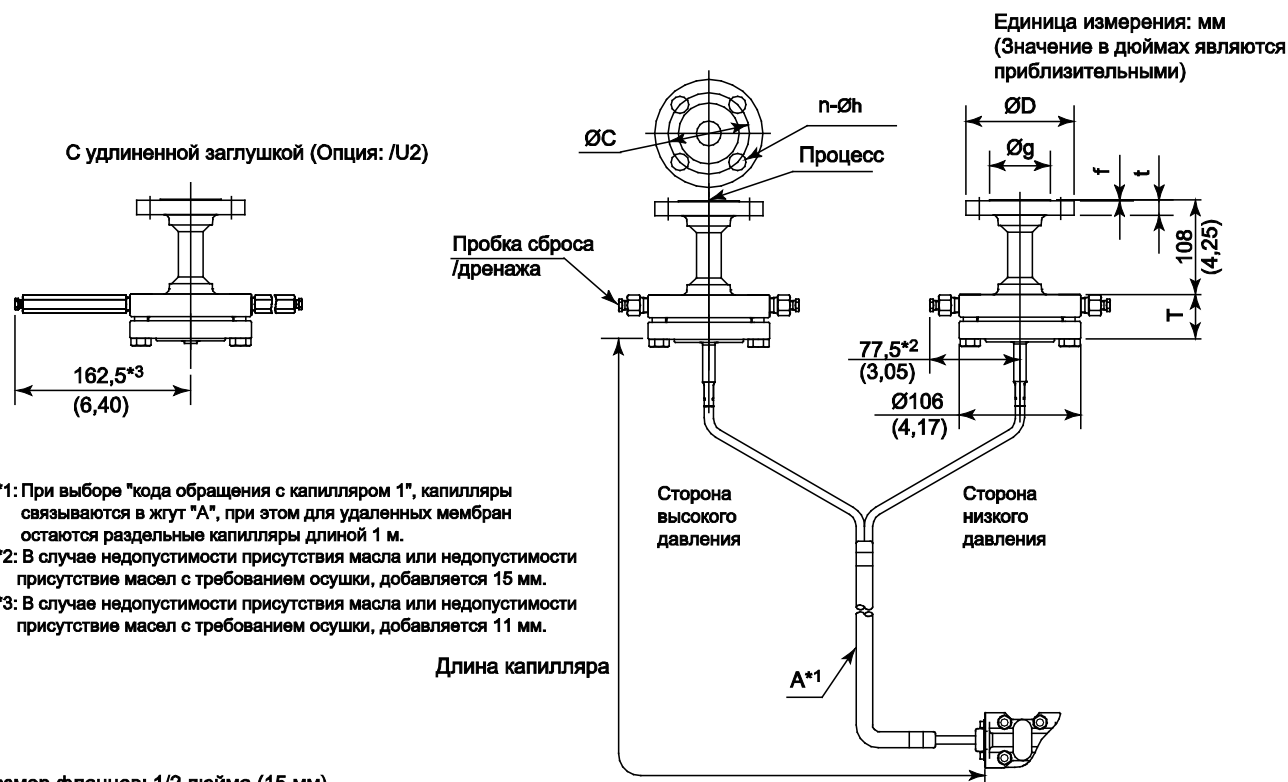 Единица измерения: мм
(Значение в дюймах являются
приблизительными)
ØD
n-Øh
ØC
Øg
Процесс
f
t
С удлиненной заглушкой (Опция: /U2)
Пробка сброса
/дренажа
108
(4,25)
T
77,5*2
(3,05)
162,5*3
(6,40)
Ø106
(4,17)
*1: При выборе "кода обращения с капилляром 1", капилляры
связываются в жгут "А", при этом для удаленных мембран
остаются раздельные капилляры длиной 1 м.
*2: В случае недопустимости присутствия масла или недопустимости
присутствие масел с требованием осушки, добавляется 15 мм.
*3: В случае недопустимости присутствия масла или недопустимости
присутствие масел с требованием осушки, добавляется 11 мм.
Сторона
высокого
давления
Сторона
низкого
давления
Длина капилляра
А*1